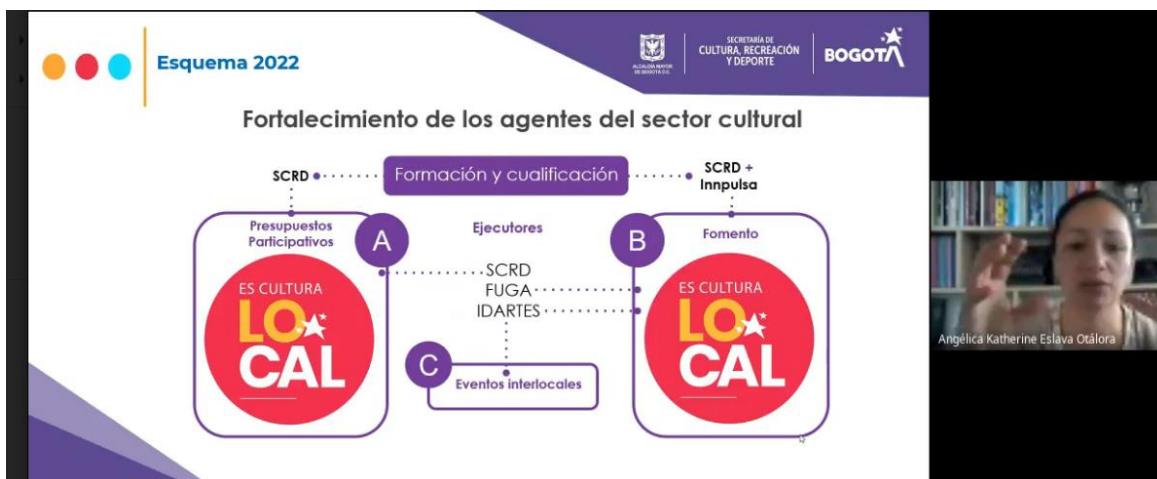 Esquema 2022
ALCALDÍA MAYOR
DE BOGOTÁ D.C.
SECRETARÍA DE
CULTURA, RECREACIÓN
Y DEPORTE
BOGOTÁ
Fortalecimiento de los agentes del sector cultural
SCRD
Formación y cualificación
SCRD +
Innpulsa
Presupuestos
Participativos
A
ES CULTURA
LO
CAL
Ejecutores
SCRD
FUGA
IDARTES
C
Eventos interlocales
B
Fomento
ES CULTURA
LO
CAL
Angélica Katherine Eslava Otálora